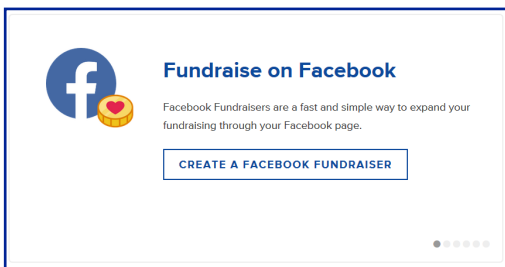 Fundraise on Facebook
Facebook Fundraisers are a fast and simple way to expand your
fundraising through your Facebook page.
CREATE A FACEBOOK FUNDRAISER